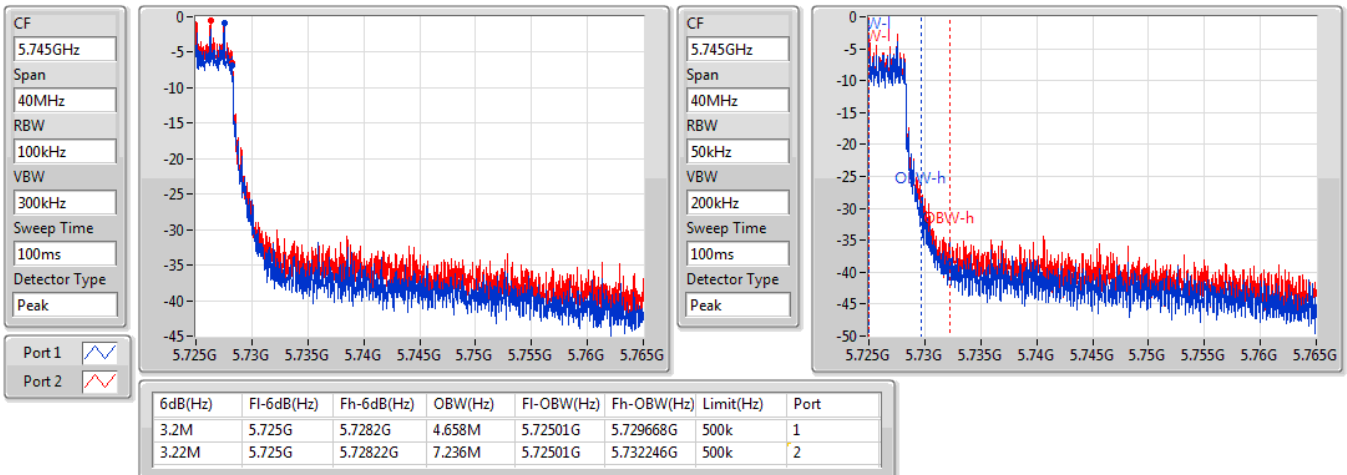 CF
5.745GHz
Span
40MHz
RBW
100kHz
VBW
300kHz
Sweep Time
100ms
Detector Type
Peak
Port 1
Port 2
0
-5
-10
-15
-20
-25
-30
-35
-40
-45
5.725G 5.73G 5.735G 5.74G 5.745G 5.75G 5.755G 5.76G 5.765G
CF
5.745GHz
Span
40MHz
RBW
50kHz
VBW
200kHz
Sweep Time
100ms
Detector Type
Peak
0
-5
-10
-15
-20
-25
-30
-35
-40
-45
-50
W-l
W-l
OBW-h
OBW-h
5.725G 5.73G 5.735G 5.74G 5.745G 5.75G 5.755G 5.76G 5.765G
6dB(Hz) Fl-6dB(Hz) Fh-6dB(Hz) OBW(Hz) Fl-OBW(Hz) Fh-OBW(Hz) Limit(Hz) Port
3.2M 5.725G 5.7282G 4.658M 5.72501G 5.729668G 500k 1
3.22M 5.725G 5.72822G 7.236M 5.72501G 5.732246G 500k 2